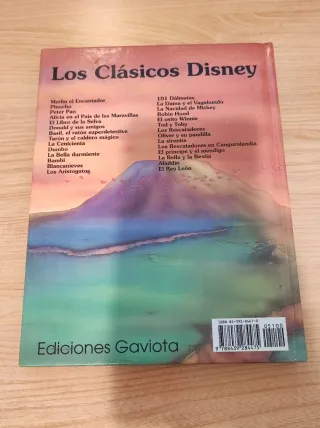 Los Clásicos Disney
Merlín el Encantador
Pinocho
Peter Pan
Alicia en el País de las Maravillas
El Libro de la Selva
Donald y sus amigos
Basil, el ratón superdetective
Tarón y el caldero mágico
La Cenicienta
Dumbo
La Bella durmiente
Bambi
Blancanieves
Los Aristogatos
101 Dálmatas
La Dama y el Vagabundo
La Navidad de Mickey
Robin Hood
El osito Winnie
Tod y Toby
Los Rescatadores
Oliver y su pandilla
La sirenita
Los Rescatadores en Cangurolandia
El príncipe y el mendigo
La Bella y la Bestia
Aladdin
El Rey León
Ediciones Gaviota